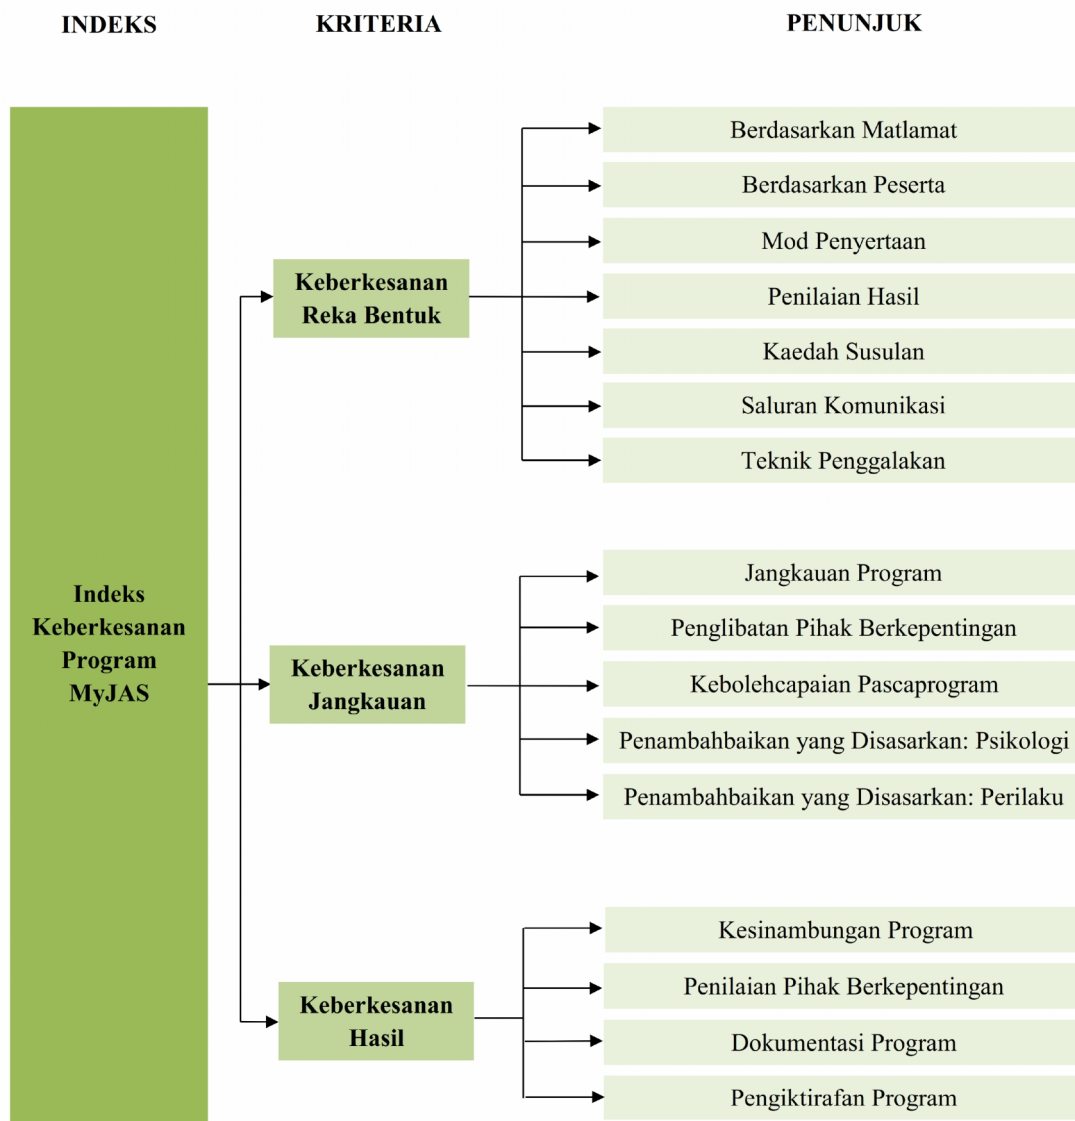 INDEKS
KRITERIA
PENUNJUK
Indeks
Keberkesanan
Program
MyJAS
Keberkesanan
Reka Bentuk
Berdasarkan Matlamat
Berdasarkan Peserta
Mod Penyertaan
Penilaian Hasil
Kaedah Susulan
Saluran Komunikasi
Teknik Penggalakan
Keberkesanan
Jangkauan
Jangkauan Program
Penglibatan Pihak Berkepentingan
Kebolehcapaian Pascaprogram
Penambahbaikan yang Disasarkan: Psikologi
Penambahbaikan yang Disasarkan: Perilaku
Keberkesanan
Hasil
Kesinambungan Program
Penilaian Pihak Berkepentingan
Dokumentasi Program
Pengiktirafan Program